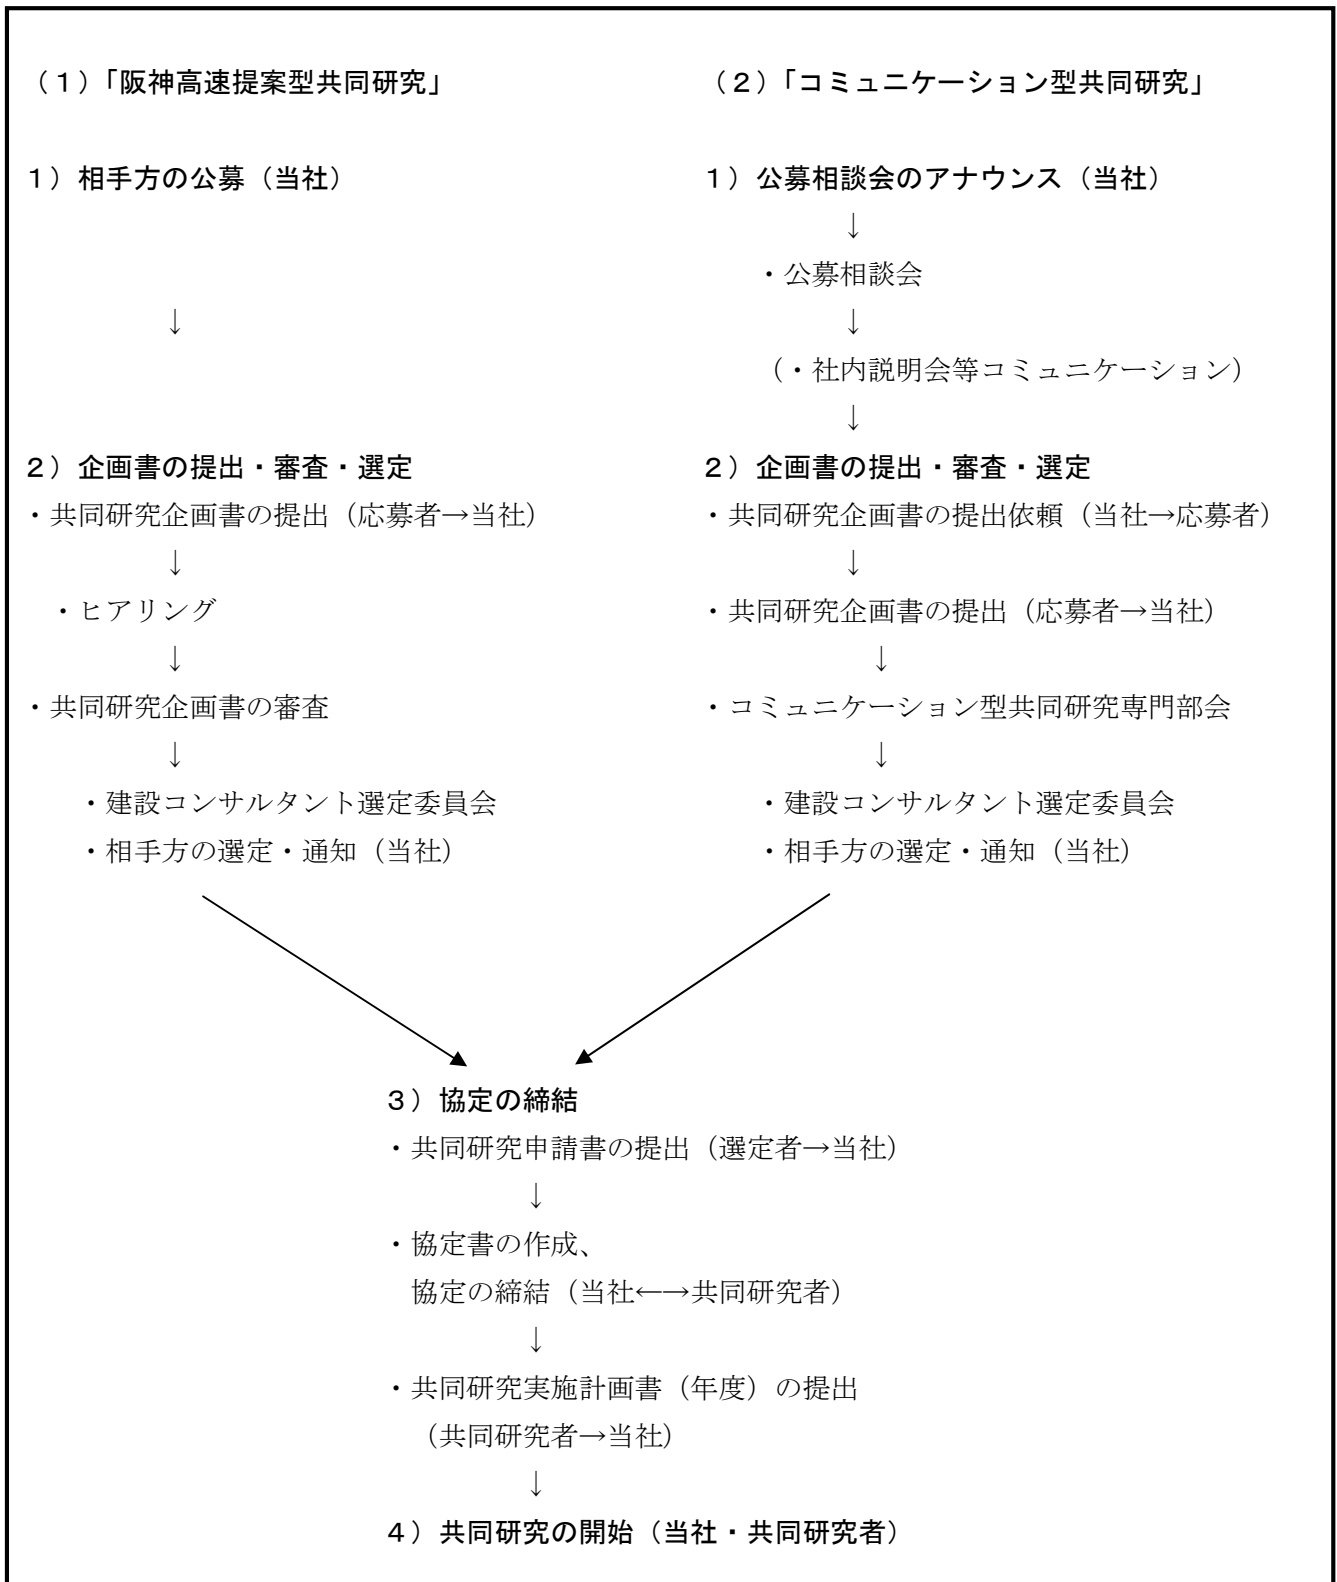 （１）「阪神高速提案型共同研究」
１）相手方の公募（当社）
↓
２）企画書の提出・審査・選定
・共同研究企画書の提出（応募者→当社）
↓
・ヒアリング
↓
・共同研究企画書の審査
↓
・建設コンサルタント選定委員会
・相手方の選定・通知（当社）
（２）「コミュニケーション型共同研究」
１）公募相談会のアナウンス（当社）
↓
・公募相談会
↓
（・社内説明会等コミュニケーション）
↓
２）企画書の提出・審査・選定
・共同研究企画書の提出依頼（当社→応募者）
↓
・共同研究企画書の提出（応募者→当社）
↓
・コミュニケーション型共同研究専門部会
↓
・建設コンサルタント選定委員会
・相手方の選定・通知（当社）
３）協定の締結
・共同研究申請書の提出（選定者→当社）
↓
・協定書の作成、
協定の締結（当社←→共同研究者）
↓
・共同研究実施計画書（年度）の提出
（共同研究者→当社）
↓
４）共同研究の開始（当社・共同研究者）